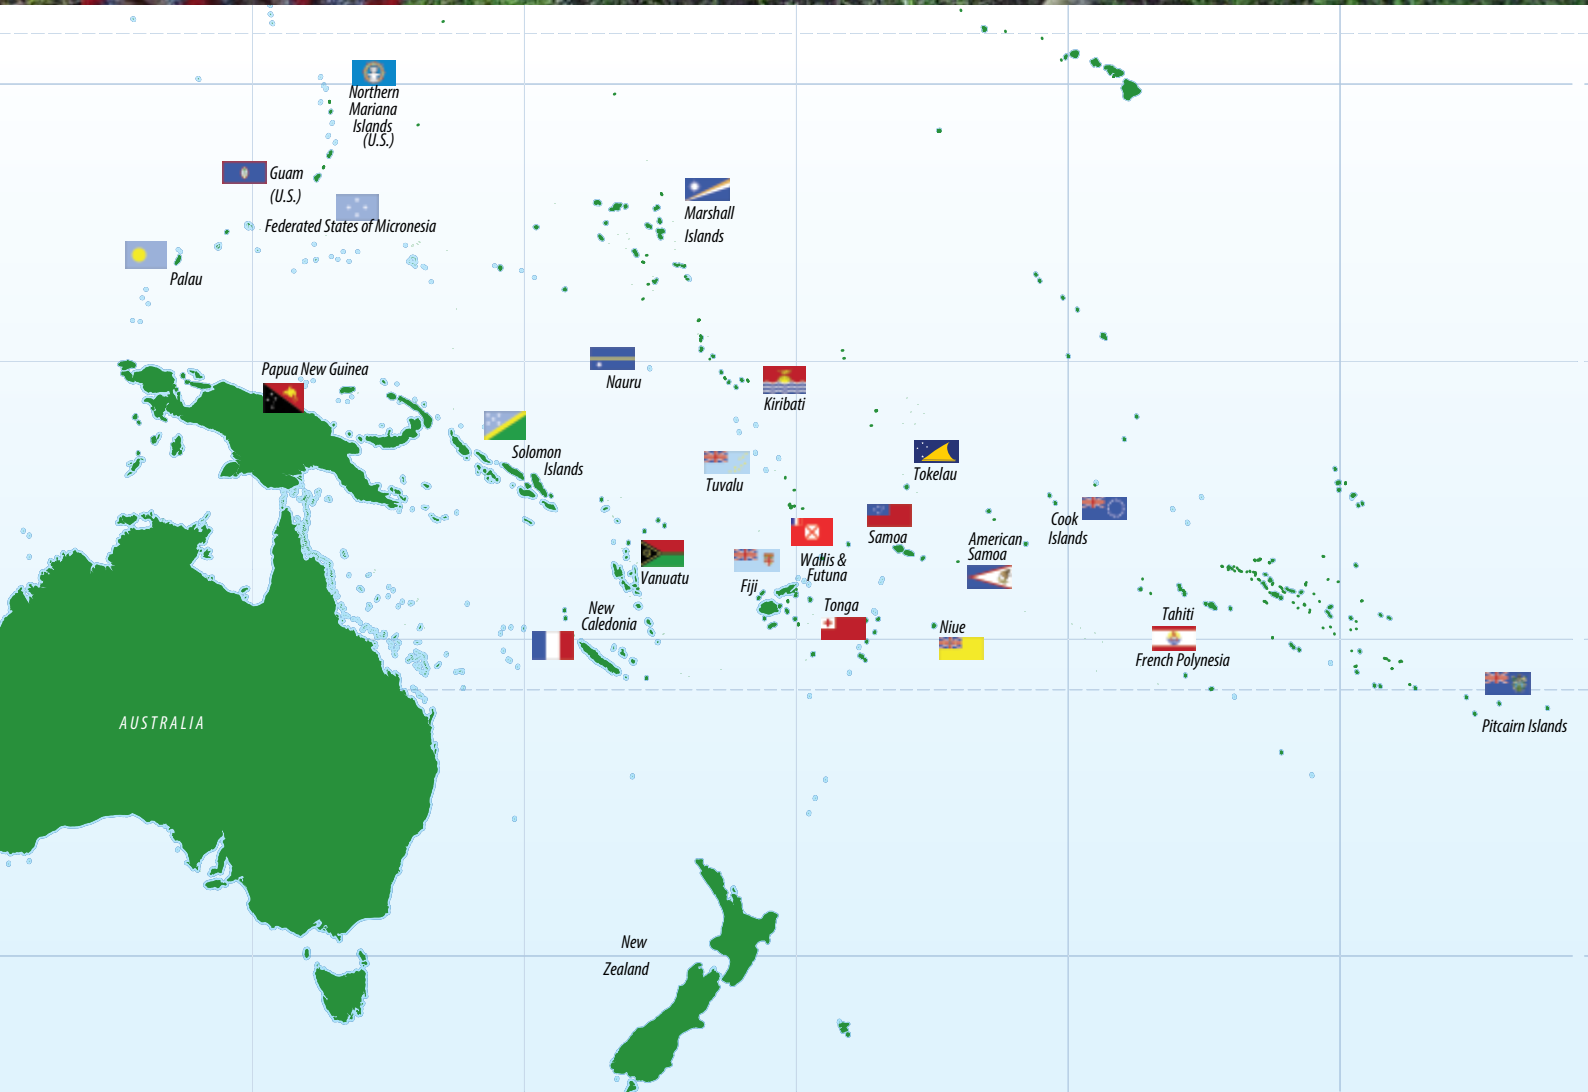 Northern
Mariana
Islands
(U.S.)
Guam
(U.S.)
Federated States of Micronesia
Marshall
Islands
Palau
Papua New Guinea
Nauru
Kiribati
Solomon
Islands
Tuvalu
Tokelau
Cook
Islands
Samoa
American
Samoa
Wallis &
Futuna
Vanuatu
Fiji
New
Caledonia
Tonga
Niue
Tahiti
French Polynesia
Pitcairn Islands
AUSTRALIA
New
Zealand